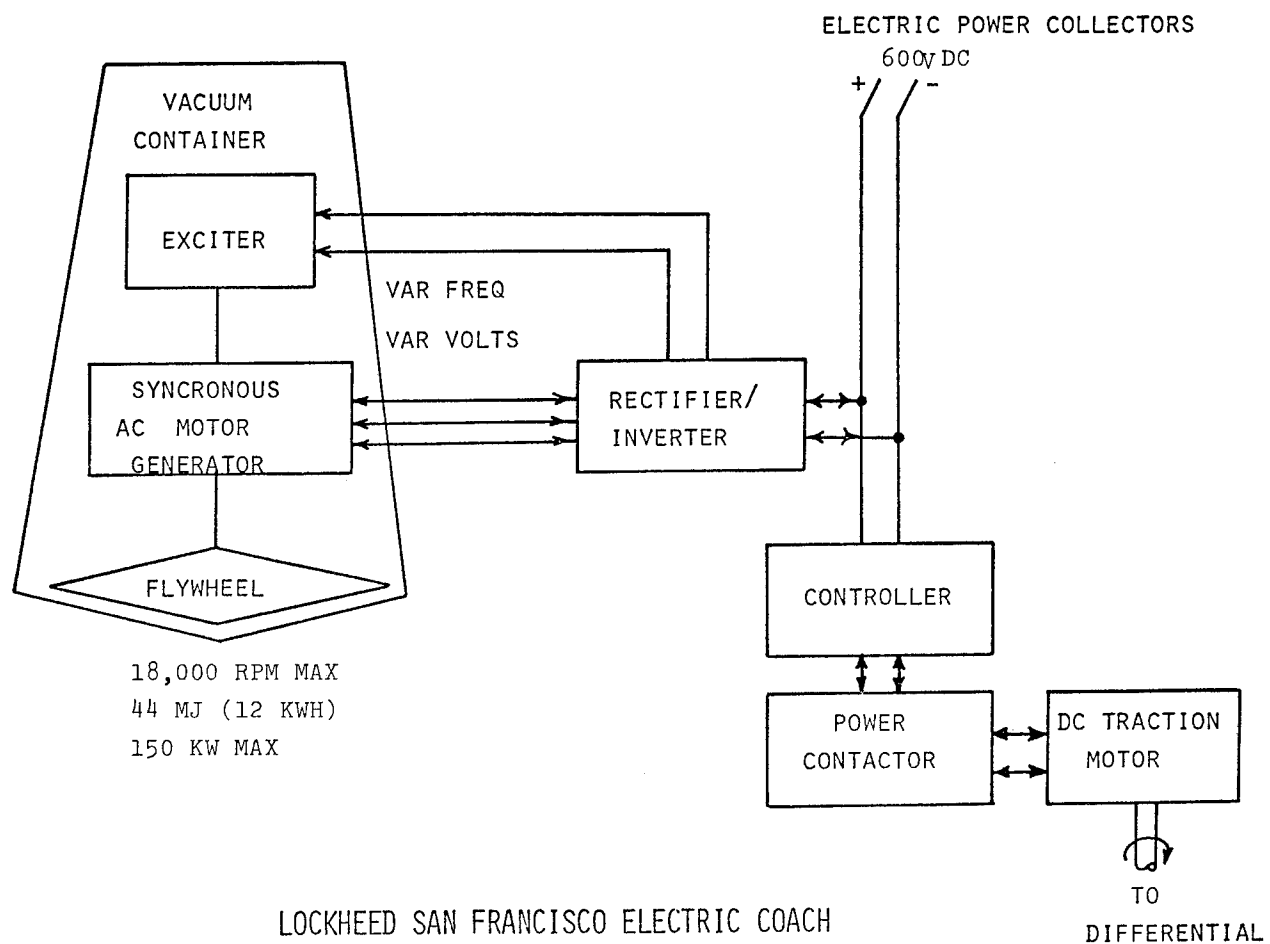 ELECTRIC POWER COLLECTORS
600V DC
+ -
VACUUM
CONTAINER
EXCITER
VAR FREQ
VAR VOLTS
SYNCRONOUS
AC MOTOR
GENERATOR
RECTIFIER/
INVERTER
FLYWHEEL
CONTROLLER
18,000 RPM MAX
44 MJ (12 KWH)
150 KW MAX
POWER
CONTACTOR
DC TRACTION
MOTOR
TO
DIFFERENTIAL
LOCKHEED SAN FRANCISCO ELECTRIC COACH